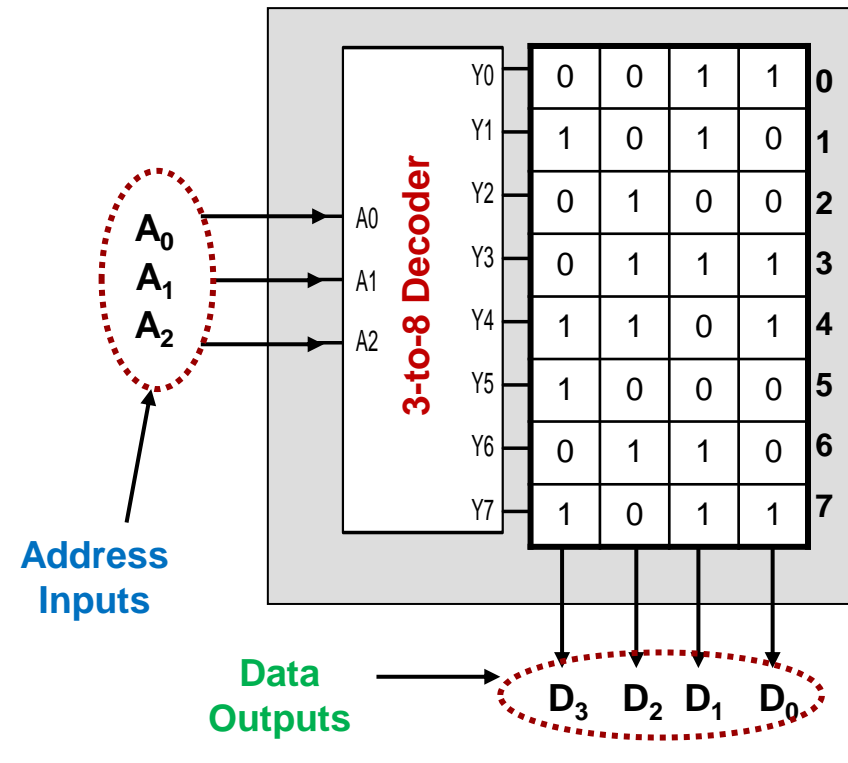 Y0 0 0 1 1 0
Y1 1 0 1 0 1
Y2 0 1 0 0 2
Y3 0 1 1 1 3
Y4 1 1 0 1 4
Y5 1 0 0 0 5
Y6 0 1 1 0 6
Y7 1 0 1 1 7
3-to-8 Decoder
A₀ A0
A₁ A1
A₂ A2
Address
Inputs
Data
Outputs
D₃ D₂ D₁ D₀